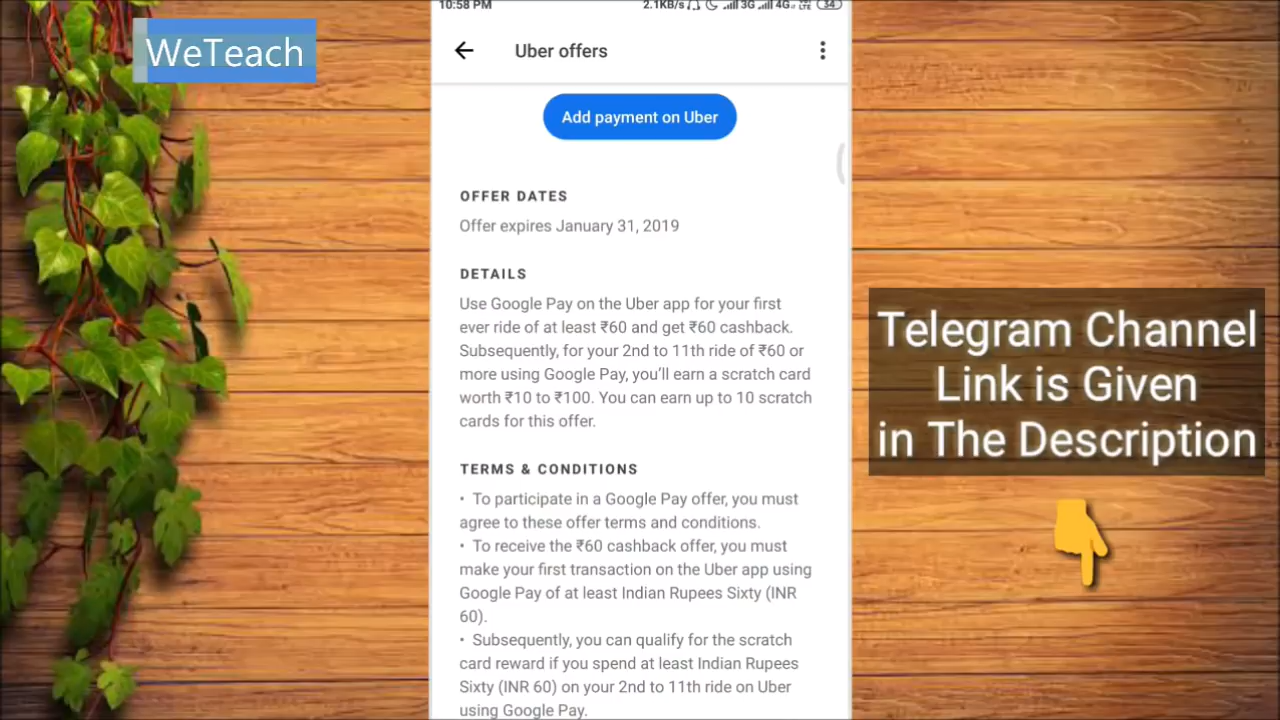 WeTeach
10:58 PM
2.1KB/s 3G 4G VoLTE 34
Uber offers
Add payment on Uber
OFFER DATES
Offer expires January 31, 2019
DETAILS
Use Google Pay on the Uber app for your first
ever ride of at least ₹60 and get ₹60 cashback.
Subsequently, for your 2nd to 11th ride of ₹60 or
more using Google Pay, you’ll earn a scratch card
worth ₹10 to ₹100. You can earn up to 10 scratch
cards for this offer.
TERMS & CONDITIONS
• To participate in a Google Pay offer, you must
agree to these offer terms and conditions.
• To receive the ₹60 cashback offer, you must
make your first transaction on the Uber app using
Google Pay of at least Indian Rupees Sixty (INR
60).
• Subsequently, you can qualify for the scratch
card reward if you spend at least Indian Rupees
Sixty (INR 60) on your 2nd to 11th ride on Uber
using Google Pay.
Telegram Channel
Link is Given
in The Description